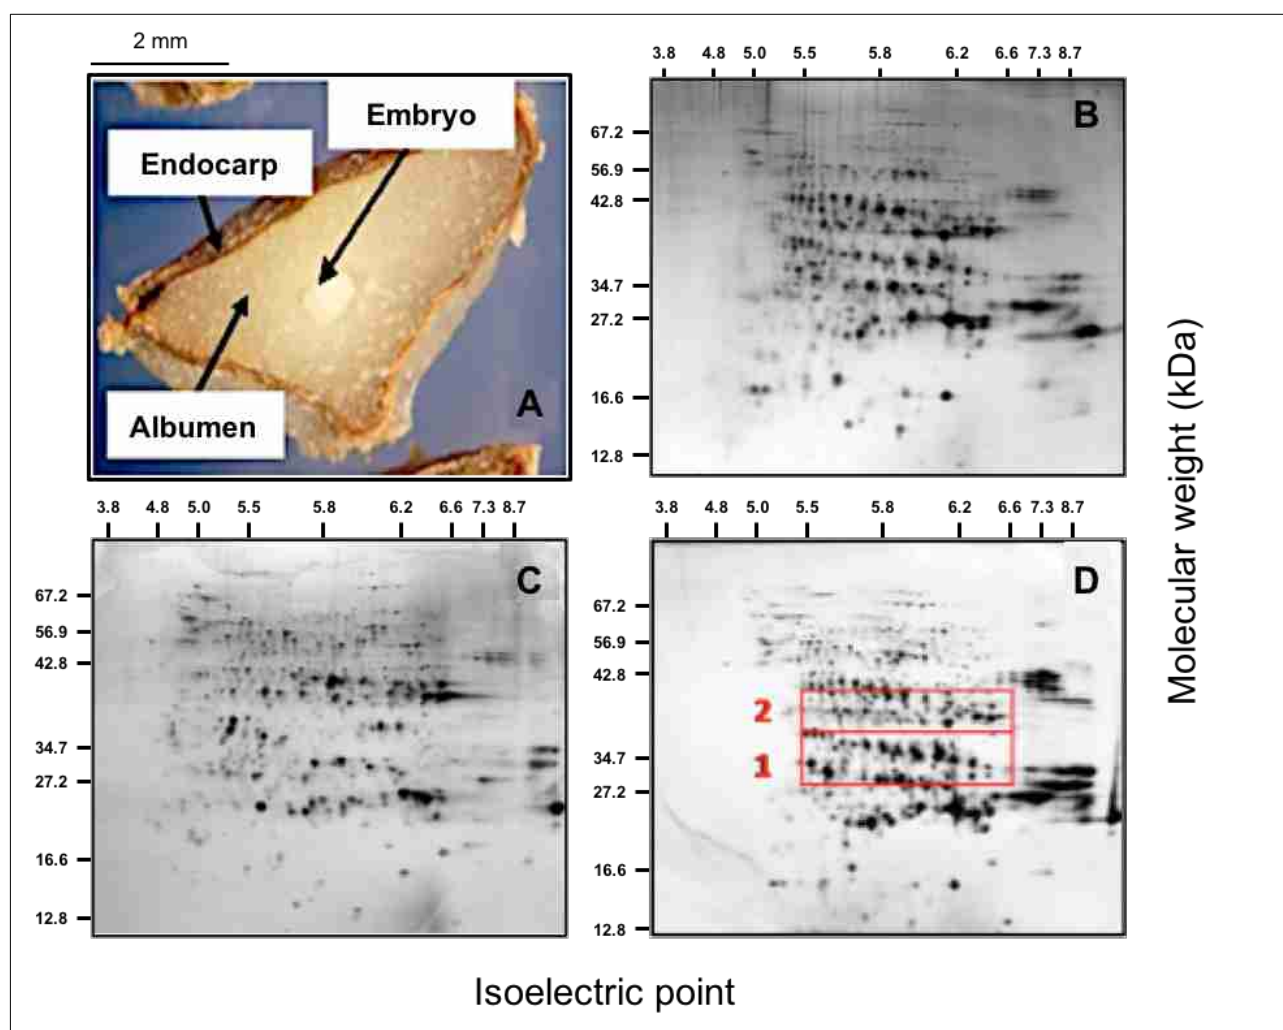 2 mm
Embryo
Endocarp
Albumen
A
3.8 4.8 5.0 5.5 5.8 6.2 6.6 7.3 8.7
B
67.2
56.9
42.8
34.7
27.2
16.6
12.8
3.8 4.8 5.0 5.5 5.8 6.2 6.6 7.3 8.7
C
67.2
56.9
42.8
34.7
27.2
16.6
12.8
3.8 4.8 5.0 5.5 5.8 6.2 6.6 7.3 8.7
D
67.2
56.9
42.8
2
34.7
1
27.2
16.6
12.8
Molecular weight (kDa)
Isoelectric point